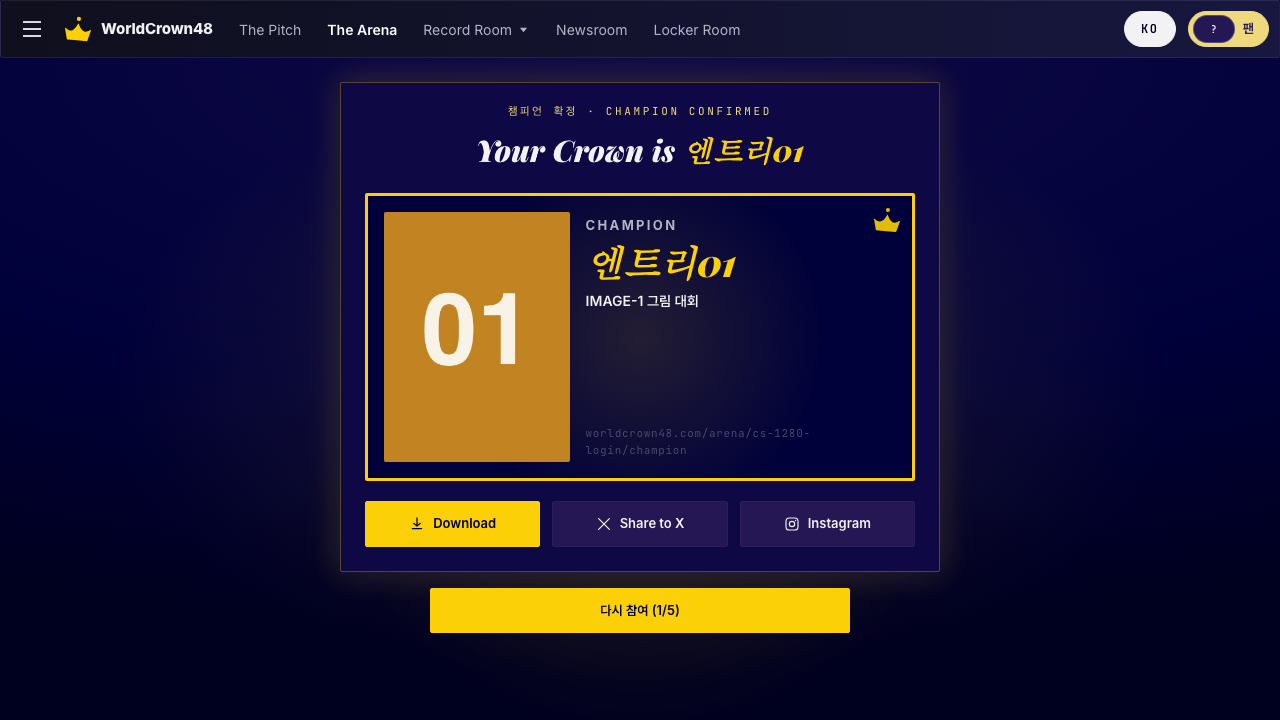 WorldCrown48 The Pitch The Arena Record Room Newsroom Locker Room KO ? 팬
챔피언 확정 · CHAMPION CONFIRMED
Your Crown is 엔트리01
01
CHAMPION
엔트리01
IMAGE-1 그림 대회
worldcrown48.com/arena/cs-1280-
login/champion
Download Share to X Instagram
다시 참여 (1/5)